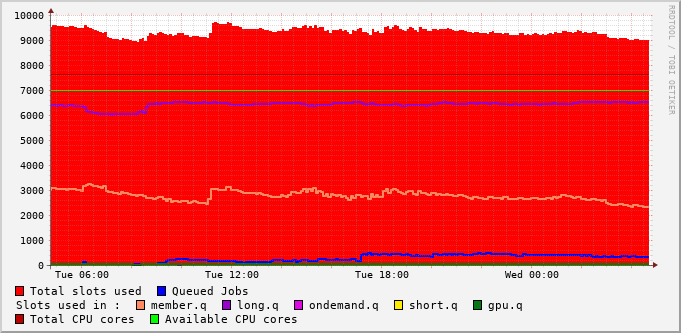 10000
9000
8000
7000
6000
5000
4000
3000
2000
1000
0
Tue 06:00 Tue 12:00 Tue 18:00 Wed 00:00
RRDTOOL / TOBI OETIKER
Total slots used Queued Jobs
Slots used in : member.q long.q ondemand.q short.q gpu.q
Total CPU cores Available CPU cores